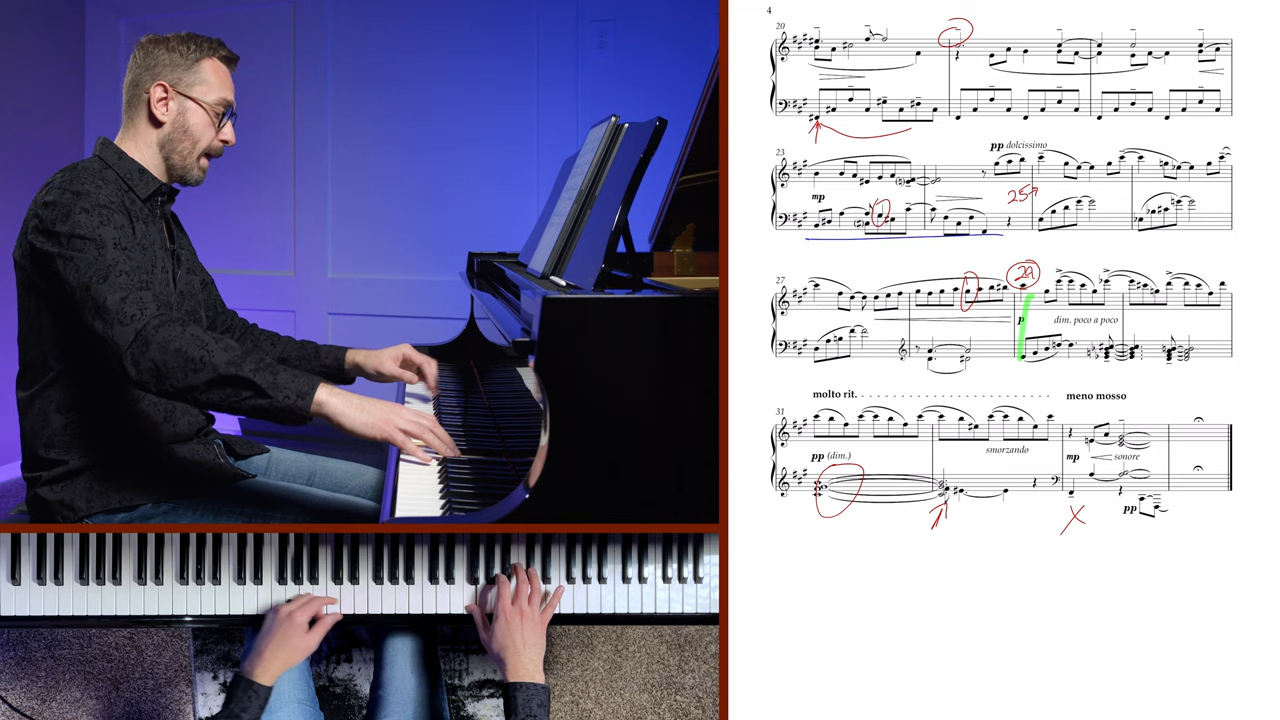 4
20
23
pp dolcissimo
mp
25
27
29
p
dim. poco a poco
31
molto rit.
meno mosso
pp (dim.)
smorzando
mp
sonore
pp
X